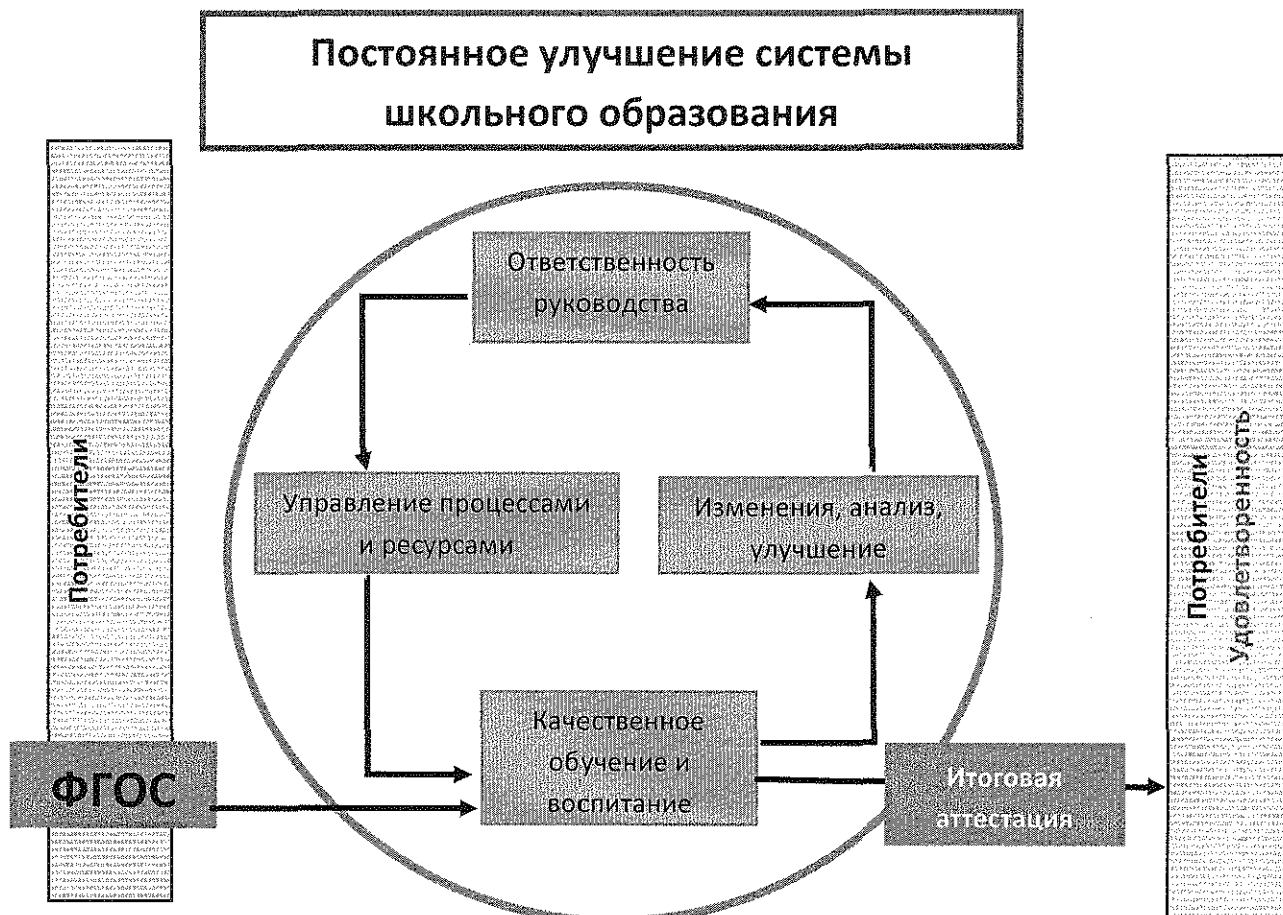 Постоянное улучшение системы
школьного образования
Ответственность
руководства
Управление процессами
и ресурсами
Изменения, анализ,
улучшение
Потребители
Потребители
Удовлетворенность
Качественное
обучение и
воспитание
ФГОС
Итоговая
аттестация